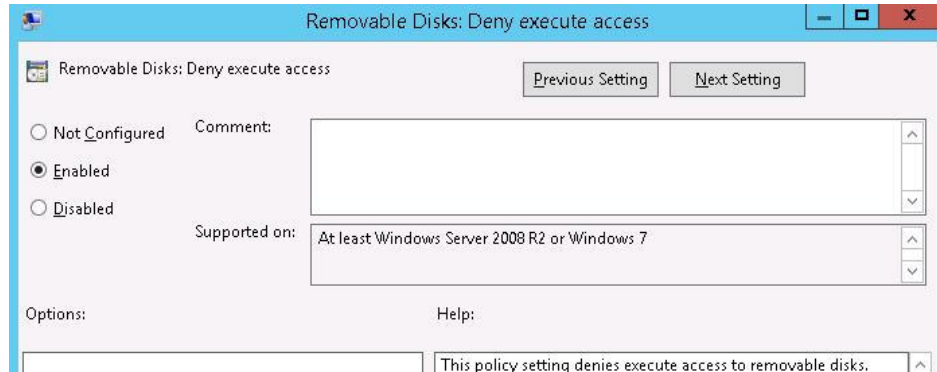 Removable Disks: Deny execute access
Removable Disks: Deny execute access
Previous Setting
Next Setting
Not Configured
Comment:
Enabled
Disabled
Supported on:
At least Windows Server 2008 R2 or Windows 7
Options:
Help:
This policy setting denies execute access to removable disks.